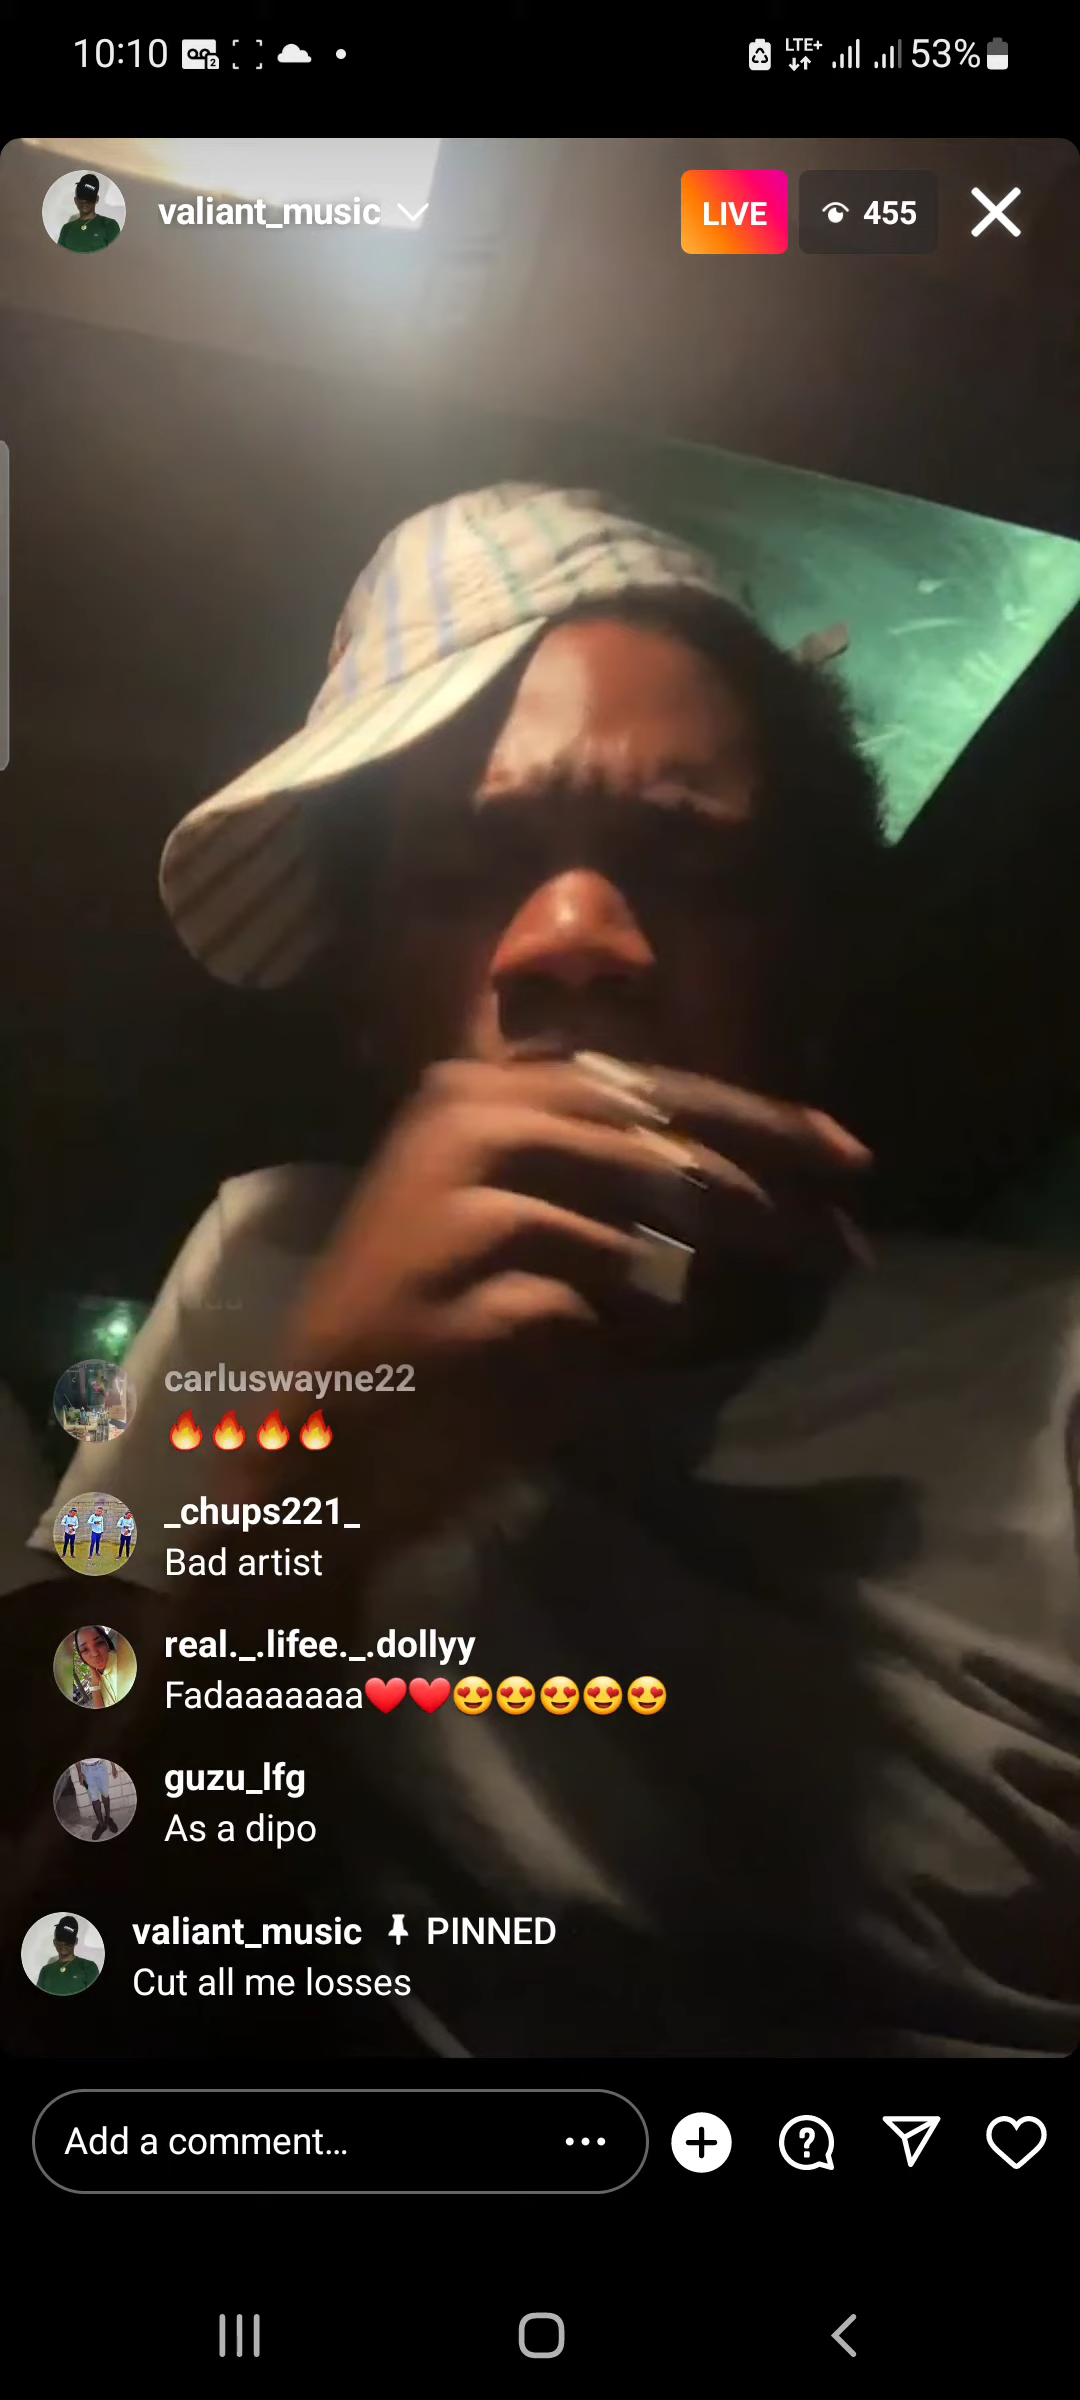 10:10
LTE+
53%
valiant_music
LIVE
455
carluswayne22
🔥🔥🔥🔥
_chups221_
Bad artist
real._.lifee._.dollyy
Fadaaaaaaa❤️❤️😍😍😍😍😍
guzu_lfg
As a dipo
valiant_music PINNED
Cut all me losses
Add a comment...